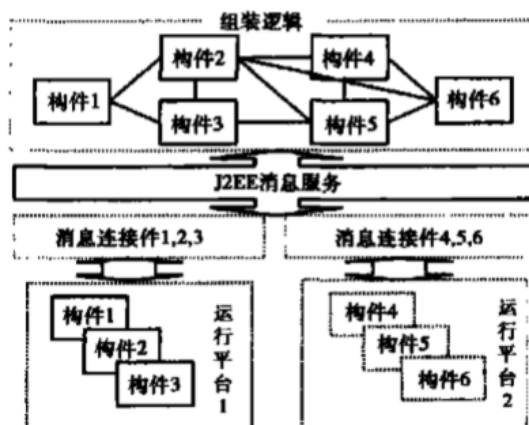 组装逻辑
构件2 构件4
构件1 构件6
构件3 构件5
J2EE消息服务
消息连接件1,2,3 消息连接件4,5,6
构件1
构件2
构件3
运行平台1
构件4
构件5
构件6
运行平台2